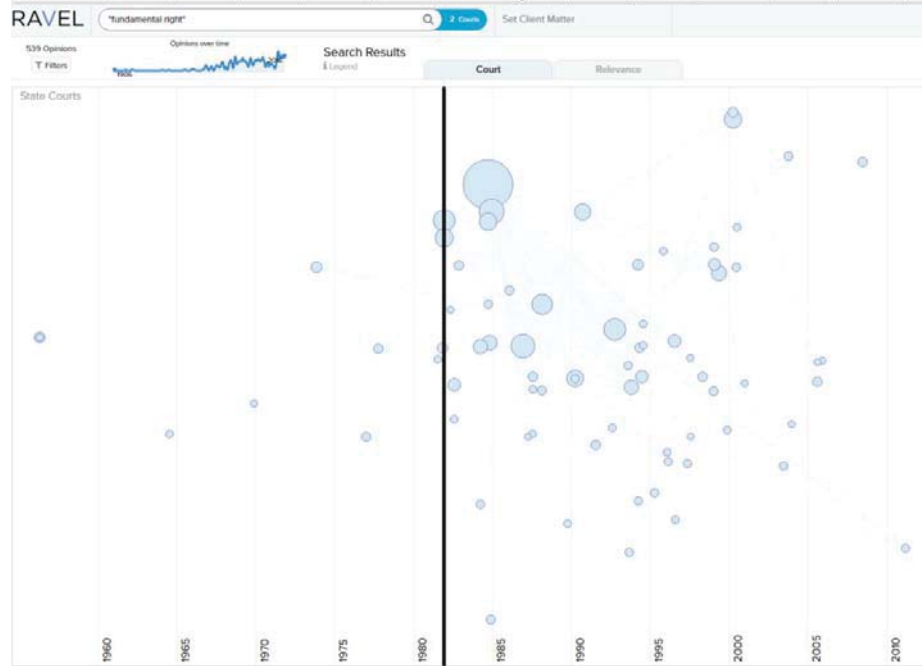 RAVEL
"fundamental right"
2 Courts
Set Client Matter
539 Opinions
Filters
Opinions over time
Search Results
Legend
Court
Relevance
State Courts
1960
1965
1970
1975
1980
1985
1990
1995
2000
2005
2010